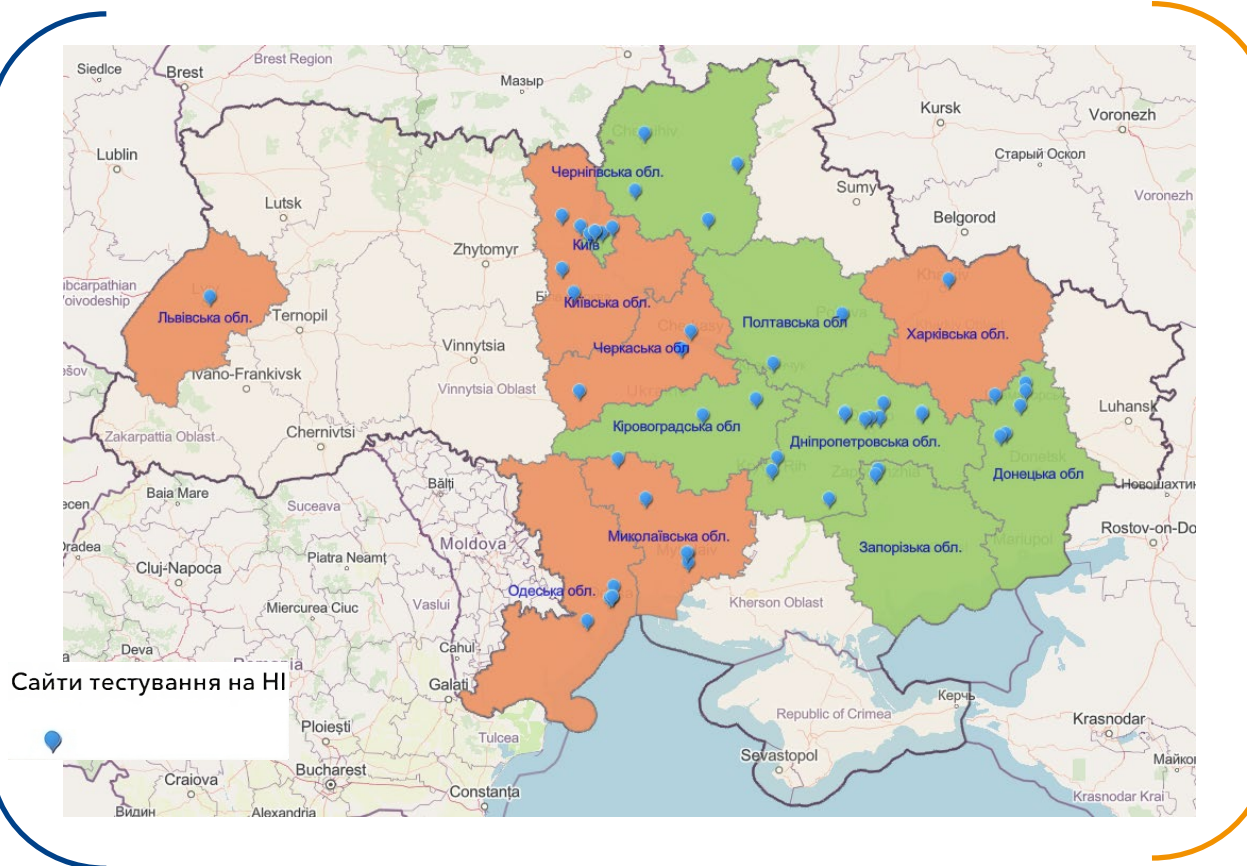 Siedlce
Brest
Brest Region
Мазыр
Kursk
Voronezh
Lublin
Старый Оскол
Чернігівська обл.
Sumy
Voronezh
Lutsk
Belgorod
Zhytomyr
Київ
Київська обл.
Львівська обл.
Ternopil
Полтавська обл
Харківська обл.
Черкаська обл
Vinnytsia
Ivano-Frankivsk
Vinnytsia Oblast
Luhansk
Кіровоградська обл
Chernivtsi
Zakarpattia Oblast
Дніпропетровська обл.
Донецька обл
Bălți
Baia Mare
Suceava
Новошахтин
Rostov-on-Do
Миколаївська обл.
Moldova
Piatra Neamț
Запорізька обл.
Cluj-Napoca
Одеська обл.
Miercurea Ciuc
Vaslui
Kherson Oblast
Deva
Cahul
Galați
Сайти тестування на НІ
Керчь
Republic of Crimea
Krasnodar
Ploiești
Tulcea
Sevastopol
Майкоп
Bucharest
Craiova
Constanța
Krasnodar Krai
Видин
Alexandria